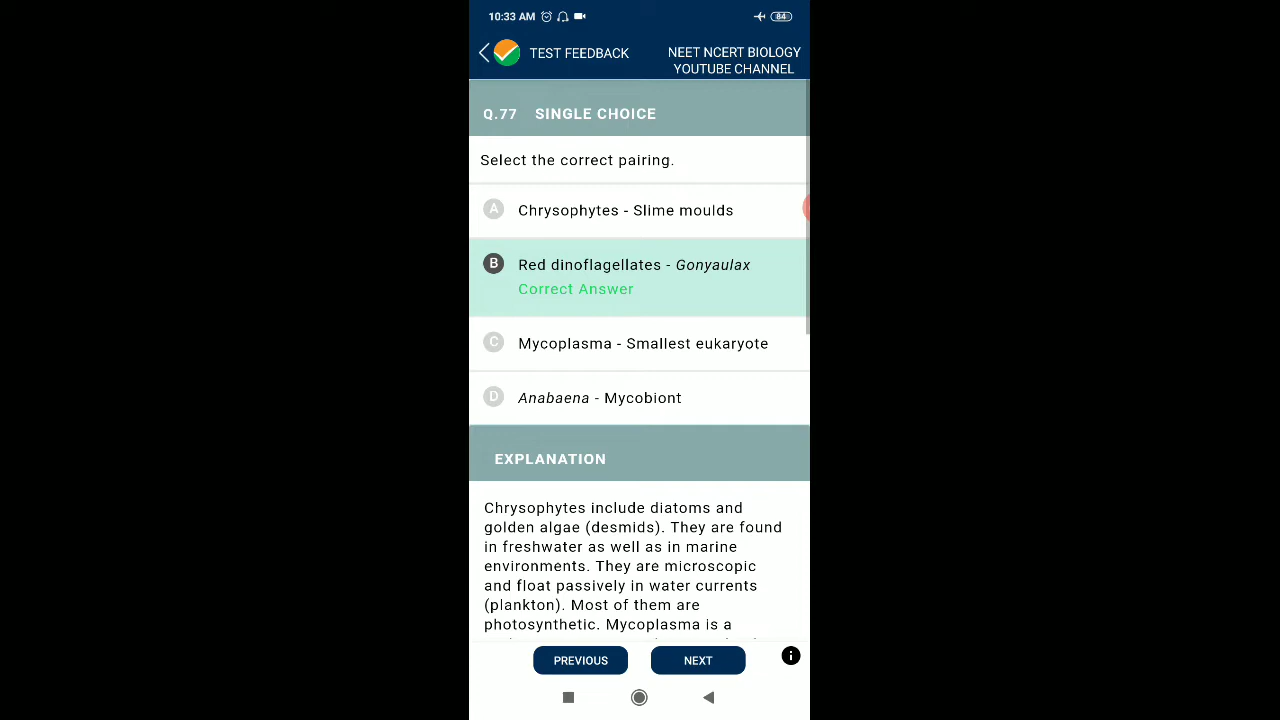 10:33 AM
84
TEST FEEDBACK
NEET NCERT BIOLOGY
YOUTUBE CHANNEL
Q.77 SINGLE CHOICE
Select the correct pairing.
A Chrysophytes - Slime moulds
B Red dinoflagellates - Gonyaulax
Correct Answer
C Mycoplasma - Smallest eukaryote
D Anabaena - Mycobiont
EXPLANATION
Chrysophytes include diatoms and
golden algae (desmids). They are found
in freshwater as well as in marine
environments. They are microscopic
and float passively in water currents
(plankton). Most of them are
photosynthetic. Mycoplasma is a
PREVIOUS
NEXT